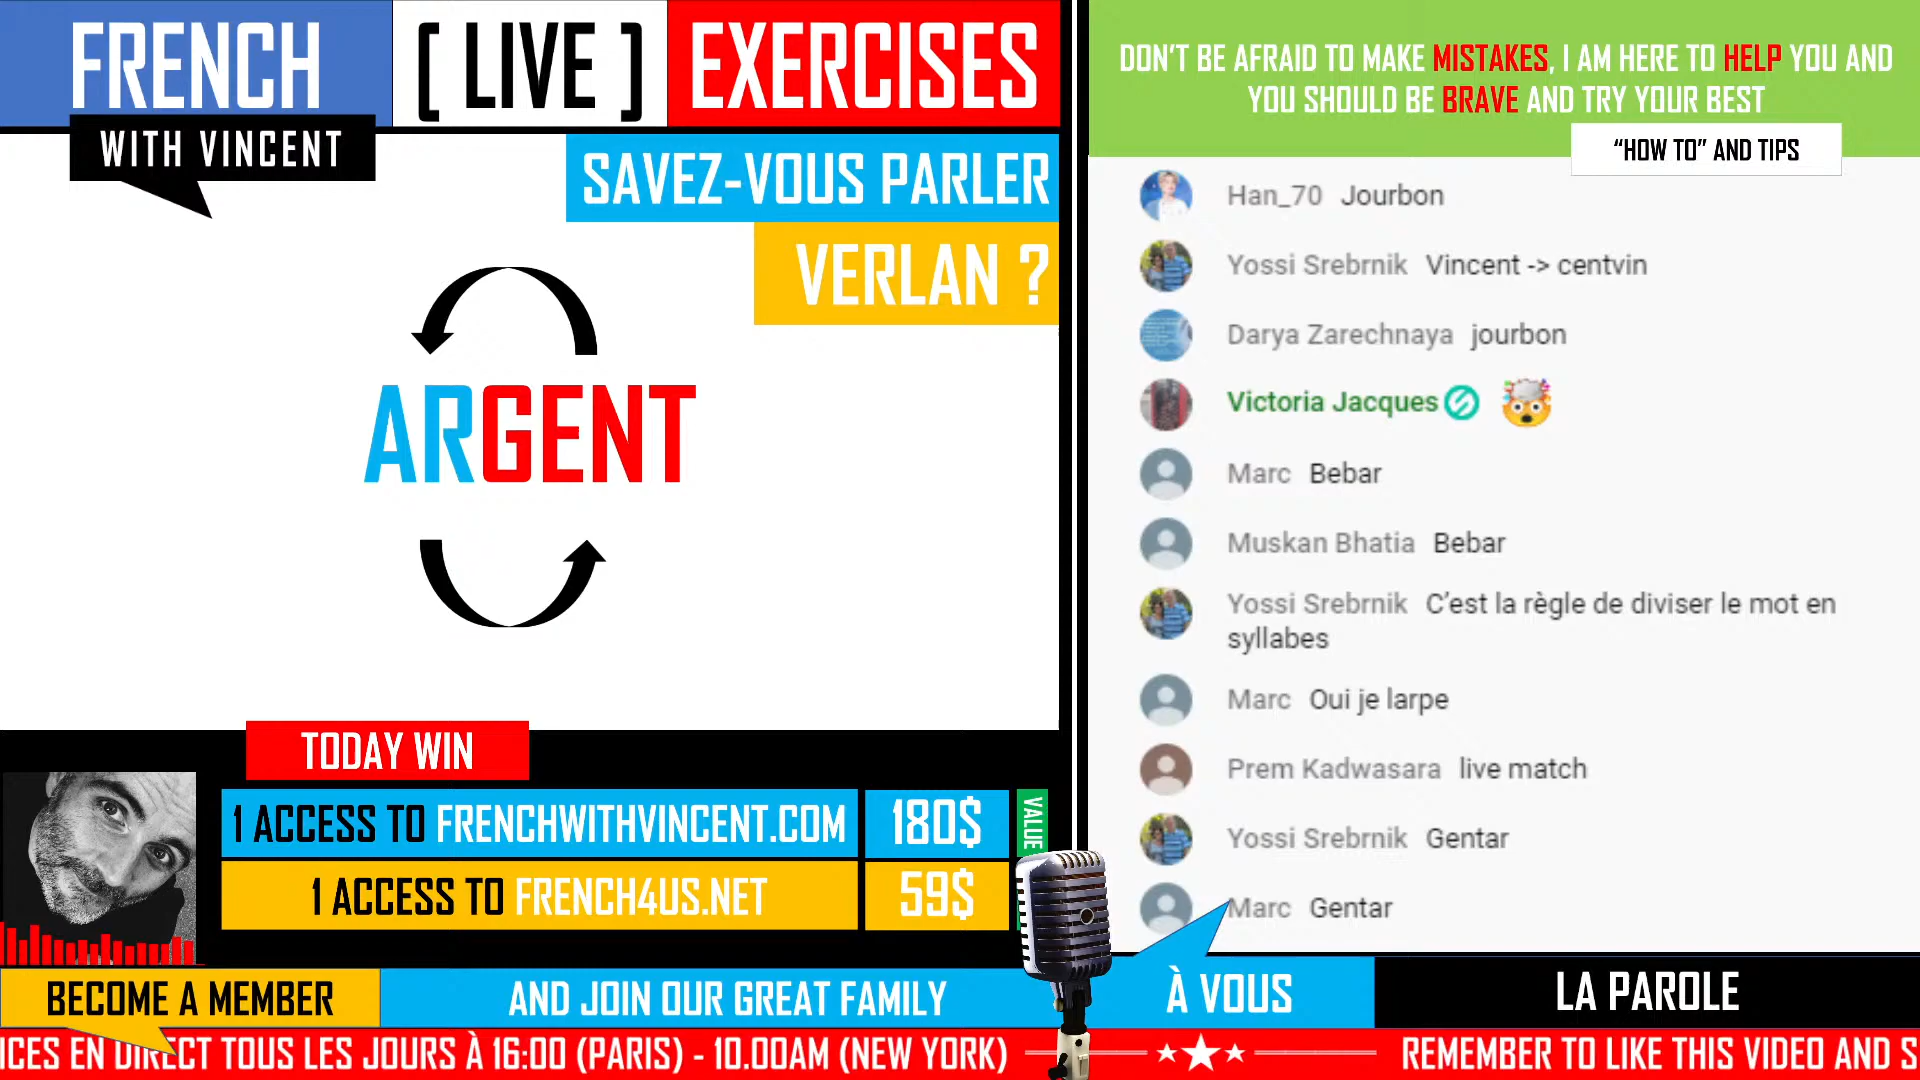 FRENCH [ LIVE ] EXERCISES
WITH VINCENT
SAVEZ-VOUS PARLER
VERLAN ?
ARGENT
TODAY WIN
1 ACCESS TO FRENCHWITHVINCENT.COM 180$
VALUE
1 ACCESS TO FRENCH4US.NET 59$
DON'T BE AFRAID TO MAKE MISTAKES, I AM HERE TO HELP YOU AND
YOU SHOULD BE BRAVE AND TRY YOUR BEST
“HOW TO” AND TIPS
Han_70 Jourbon
Yossi Srebrnik Vincent -> centvin
Darya Zarechnaya jourbon
Victoria Jacques
Marc Bebar
Muskan Bhatia Bebar
Yossi Srebrnik C'est la règle de diviser le mot en
syllabes
Marc Oui je larpe
Prem Kadwasara live match
Yossi Srebrnik Gentar
Marc Gentar
BECOME A MEMBER AND JOIN OUR GREAT FAMILY
À VOUS LA PAROLE
ICES EN DIRECT TOUS LES JOURS À 16:00 (PARIS) - 10.00AM (NEW YORK) REMEMBER TO LIKE THIS VIDEO AND S